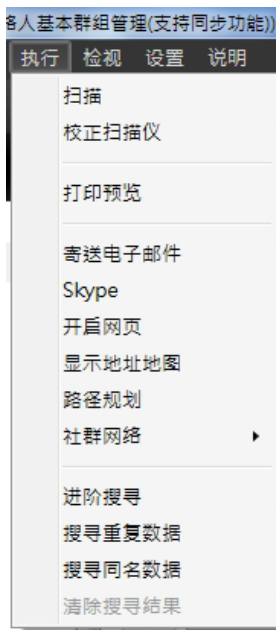 人基本群组管理(支持同步功能))
执行 检视 设置 说明
扫描
校正扫描仪
打印预览
寄送电子邮件
Skype
开启网页
显示地址地图
路径规划
社群网络
进阶搜寻
搜寻重复数据
搜寻同名数据
清除搜寻结果